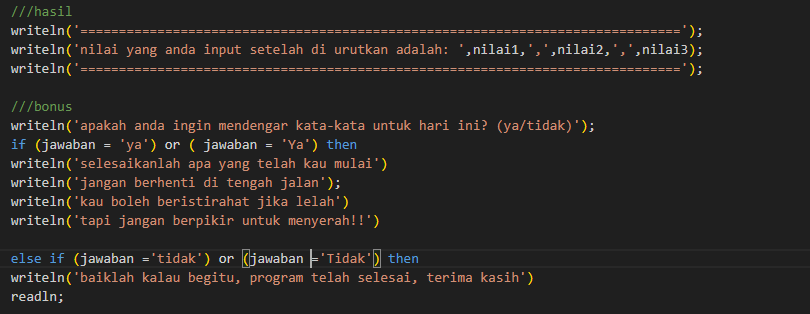 ///hasil
writeln('==========================================================================');
writeln('nilai yang anda input setelah di urutkan adalah: ',nilai1,',',nilai2,',',nilai3);
writeln('==========================================================================');
///bonus
writeln('apakah anda ingin mendengar kata-kata untuk hari ini? (ya/tidak)');
if (jawaban = 'ya') or ( jawaban = 'Ya') then
writeln('selesaikanlah apa yang telah kau mulai')
writeln('jangan berhenti di tengah jalan');
writeln('kau boleh beristirahat jika lelah')
writeln('tapi jangan berpikir untuk menyerah!!')
else if (jawaban ='tidak') or (jawaban ='Tidak') then
writeln('baiklah kalau begitu, program telah selesai, terima kasih')
readln;